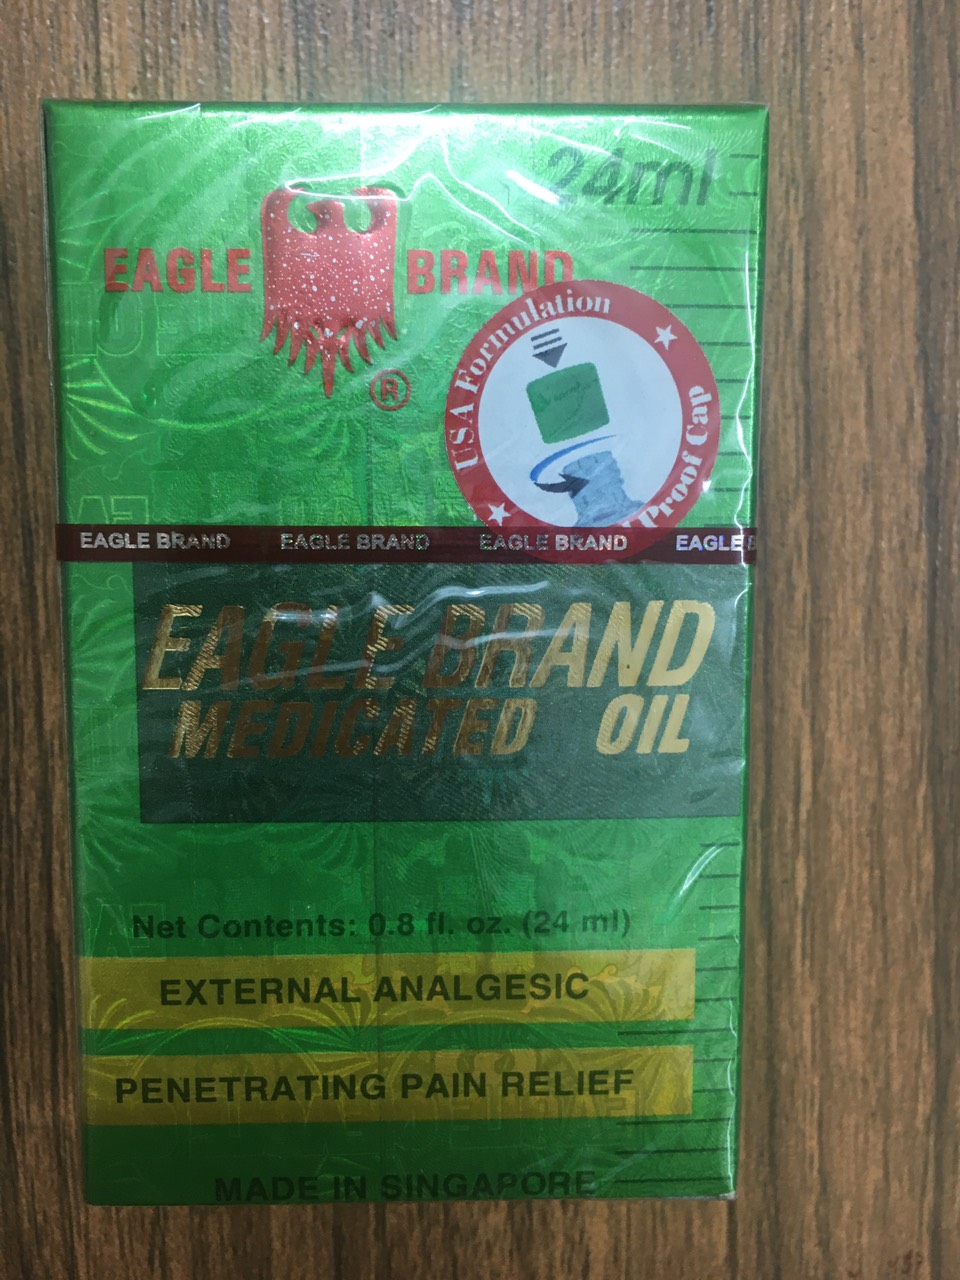 24ml
EAGLE BRAND
®
USA Formulation
Proof Cap
EAGLE BRAND EAGLE BRAND EAGLE BRAND EAGLE
EAGLE BRAND
MEDICATED OIL
Net Contents: 0.8 fl. oz. (24 ml)
EXTERNAL ANALGESIC
PENETRATING PAIN RELIEF
MADE IN SINGAPORE